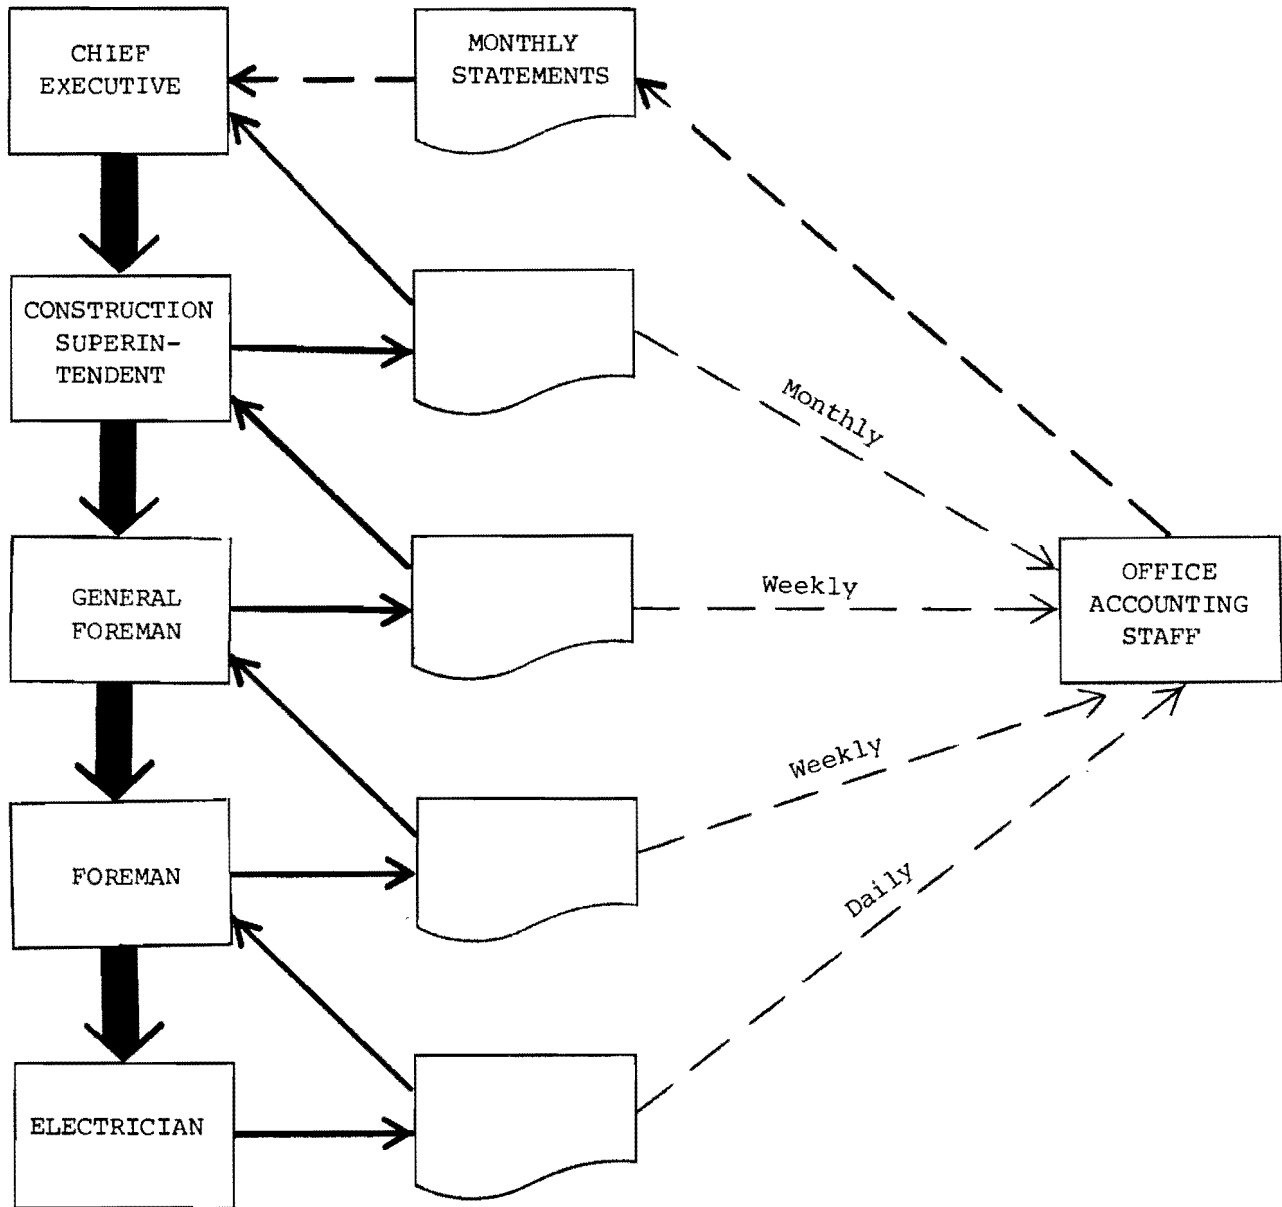 CHIEF
EXECUTIVE
MONTHLY
STATEMENTS
CONSTRUCTION
SUPERIN-
TENDENT
Monthly
GENERAL
FOREMAN
Weekly
OFFICE
ACCOUNTING
STAFF
FOREMAN
Weekly
Daily
ELECTRICIAN